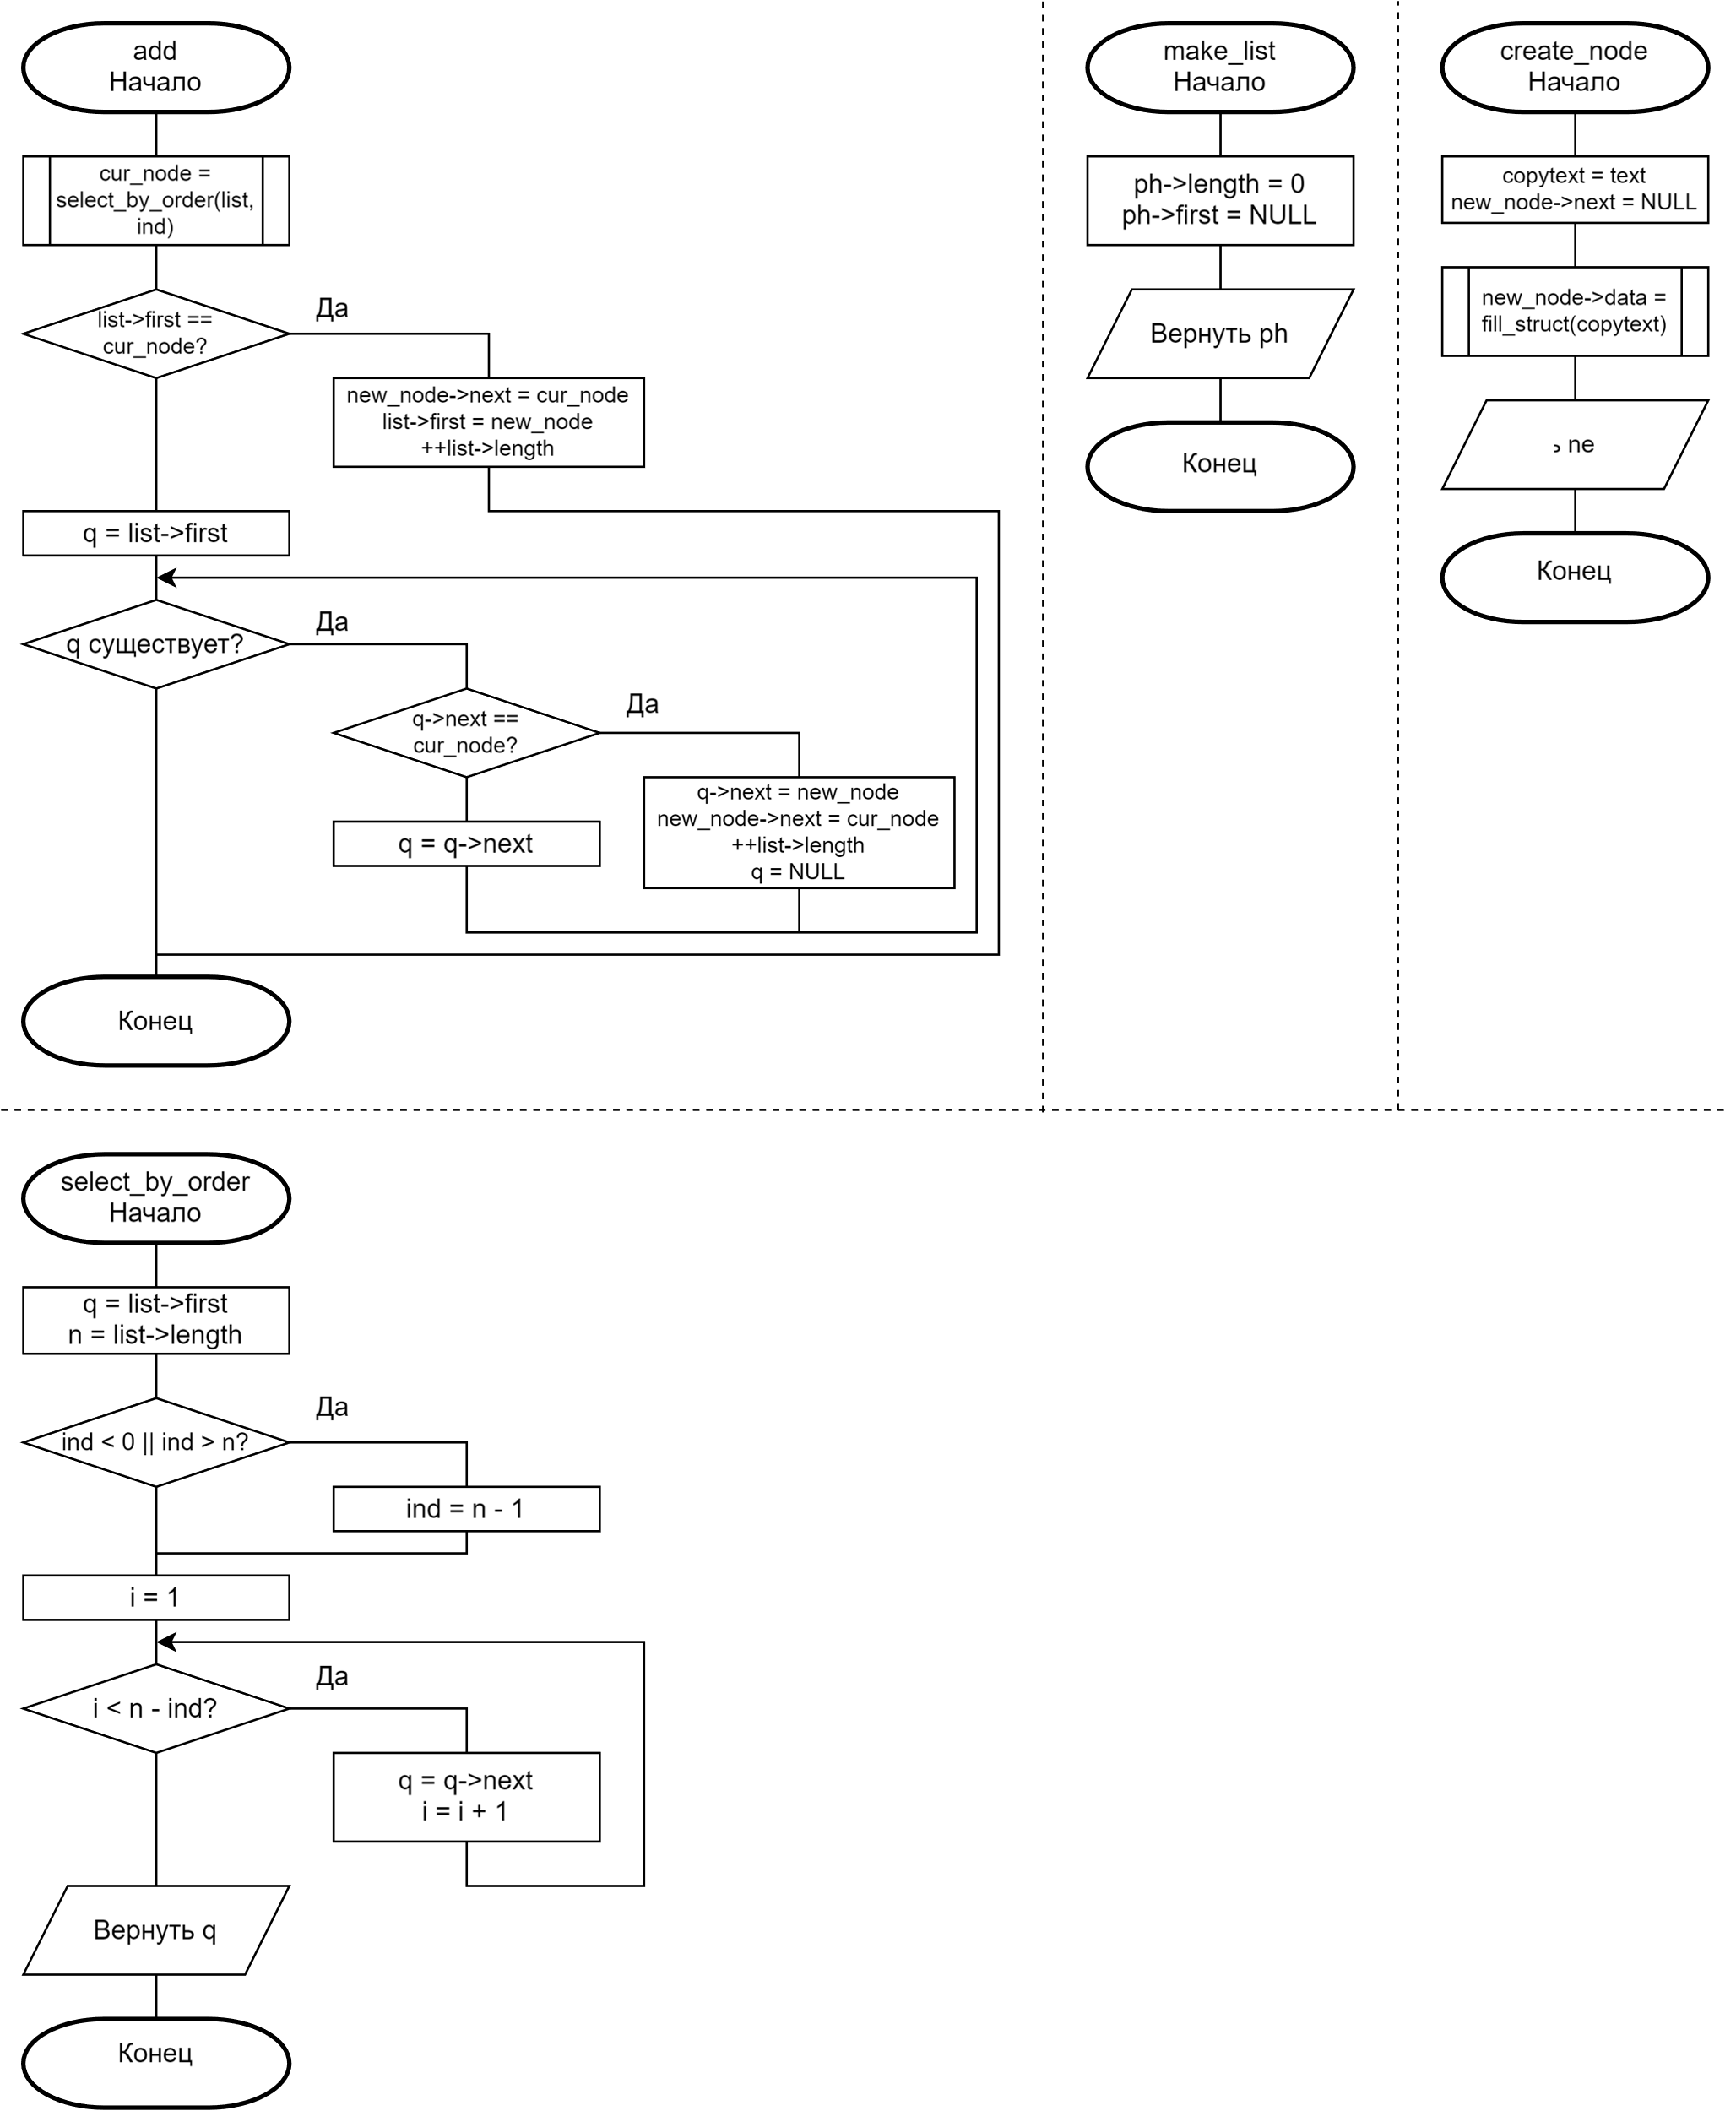 add
Начало
cur_node =
select_by_order(list,
ind)
list->first ==
cur_node?
Да
new_node->next = cur_node
list->first = new_node
++list->length
q = list->first
q существует?
Да
q->next ==
cur_node?
Да
q = q->next
q->next = new_node
new_node->next = cur_node
++list->length
q = NULL
Конец
make_list
Начало
ph->length = 0
ph->first = NULL
Вернуть ph
Конец
create_node
Начало
copytext = text
new_node->next = NULL
new_node->data =
fill_struct(copytext)
ь ne
Конец
select_by_order
Начало
q = list->first
n = list->length
ind < 0 || ind > n?
Да
ind = n - 1
i = 1
i < n - ind?
Да
q = q->next
i = i + 1
Вернуть q
Конец